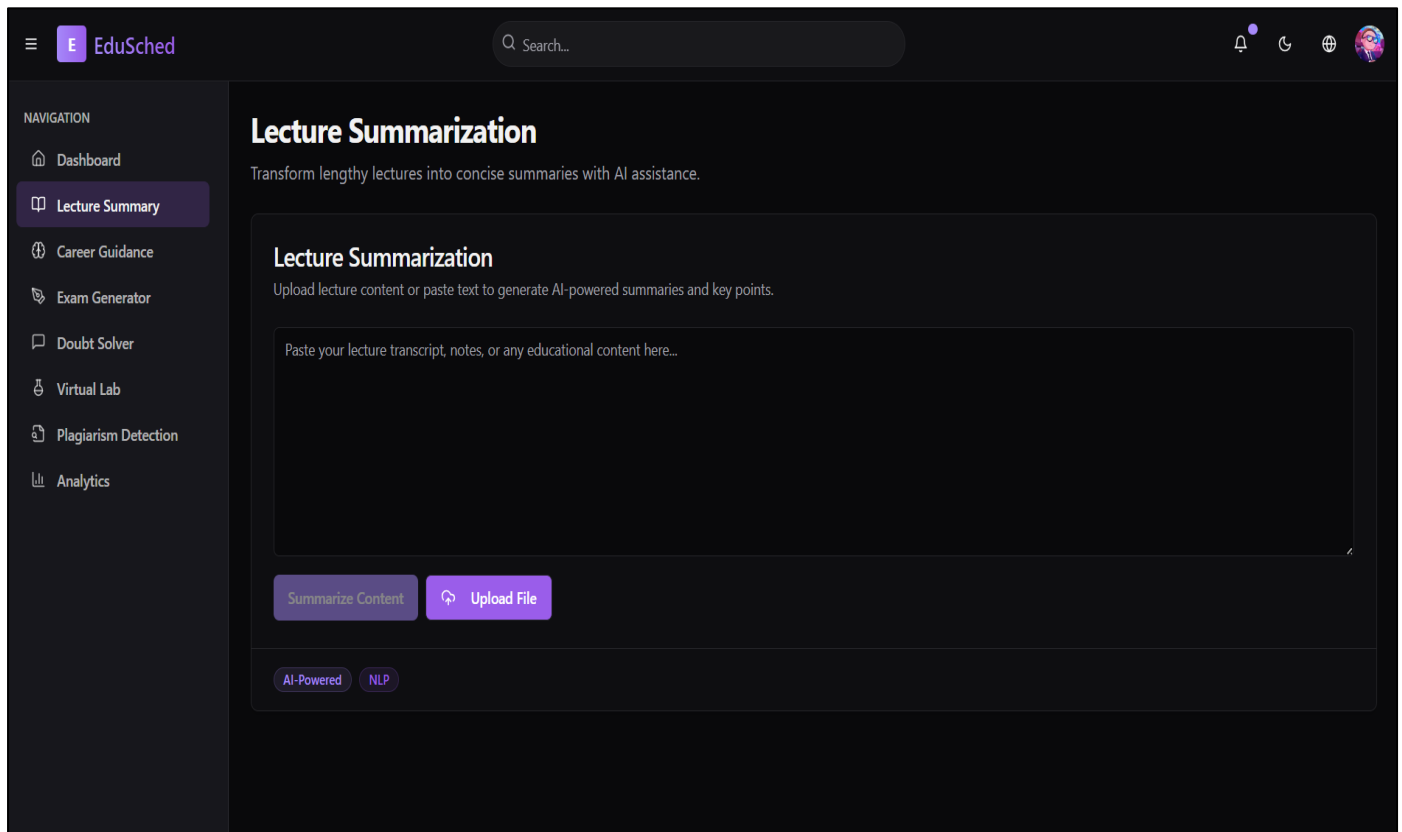 E EduSched
Search...
NAVIGATION
Dashboard
Lecture Summary
Career Guidance
Exam Generator
Doubt Solver
Virtual Lab
Plagiarism Detection
Analytics
Lecture Summarization
Transform lengthy lectures into concise summaries with AI assistance.
Lecture Summarization
Upload lecture content or paste text to generate AI-powered summaries and key points.
Paste your lecture transcript, notes, or any educational content here...
Summarize Content Upload File
AI-Powered NLP